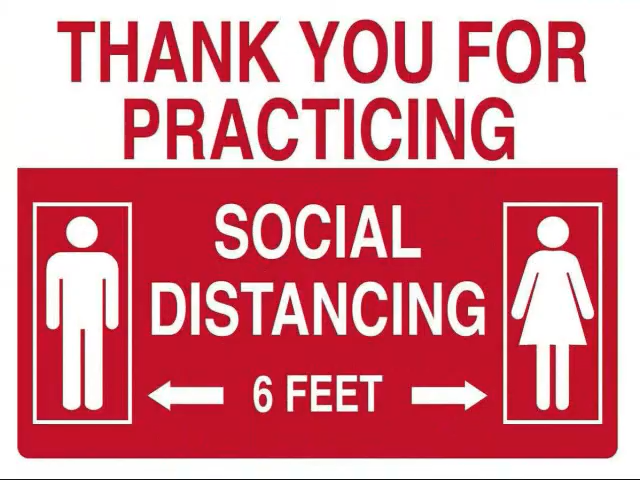 THANK YOU FOR
PRACTICING
SOCIAL
DISTANCING
6 FEET